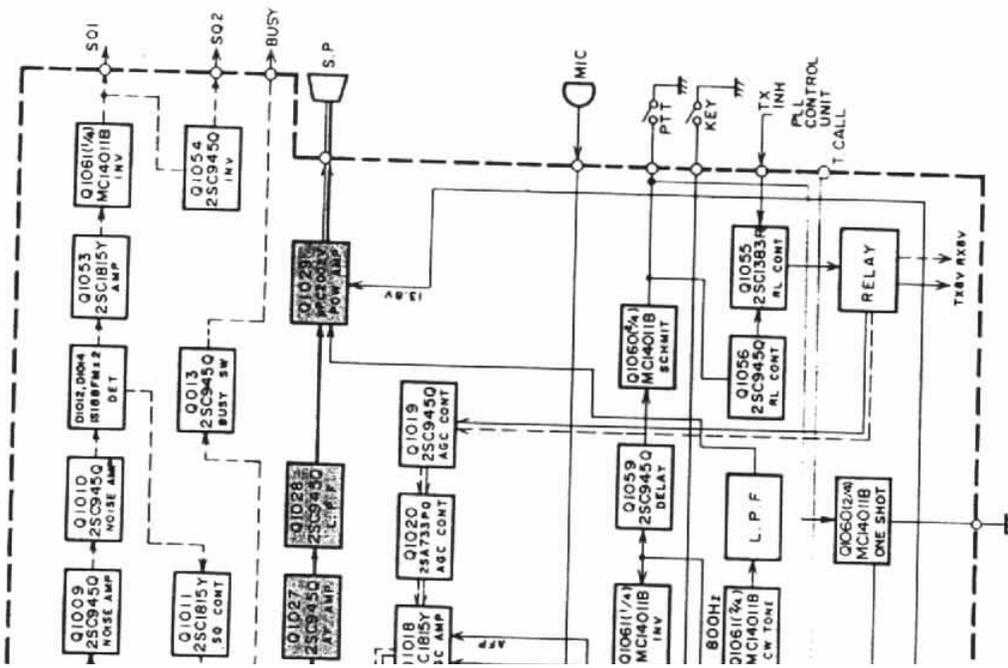 SQ1
SQ2
BUSY
S.P
MIC
PTT
KEY
TX
INH
PLL
CONTROL
UNIT
T.CALL
Q1061(1/4)
MC14011B
INV
Q1054
2SC945Q
INV
Q1053
2SC1815Y
AMP
Q1029
POW AMP
13.8V
Q1055
2SC1383R
RL CONT
RELAY
TX8V RX8V
D1012, D1014
1S188FM×2
DET
Q1013
2SC945Q
BUSY SW
Q1060(4/4)
MC14011B
SCHMIT
Q1056
2SC945Q
RL CONT
Q1019
2SC945Q
AGC CONT
Q1010
2SC945Q
NOISE AMP
Q1028
2SC945Q
L.P.F
Q1020
2SA733PQ
AGC CONT
Q1059
2SC945Q
DELAY
L.P.F
Q1060(2/4)
MC14011B
ONE SHOT
Q1009
2SC945Q
NOISE AMP
Q1011
2SC1815Y
SQ CONT
Q1027
2SC945Q
AF AMP
Q1018
AFP
Q1061(1/4)
MC14011B
INV
800Hz
Q1061(2/4)
MC14011B
CW TONE